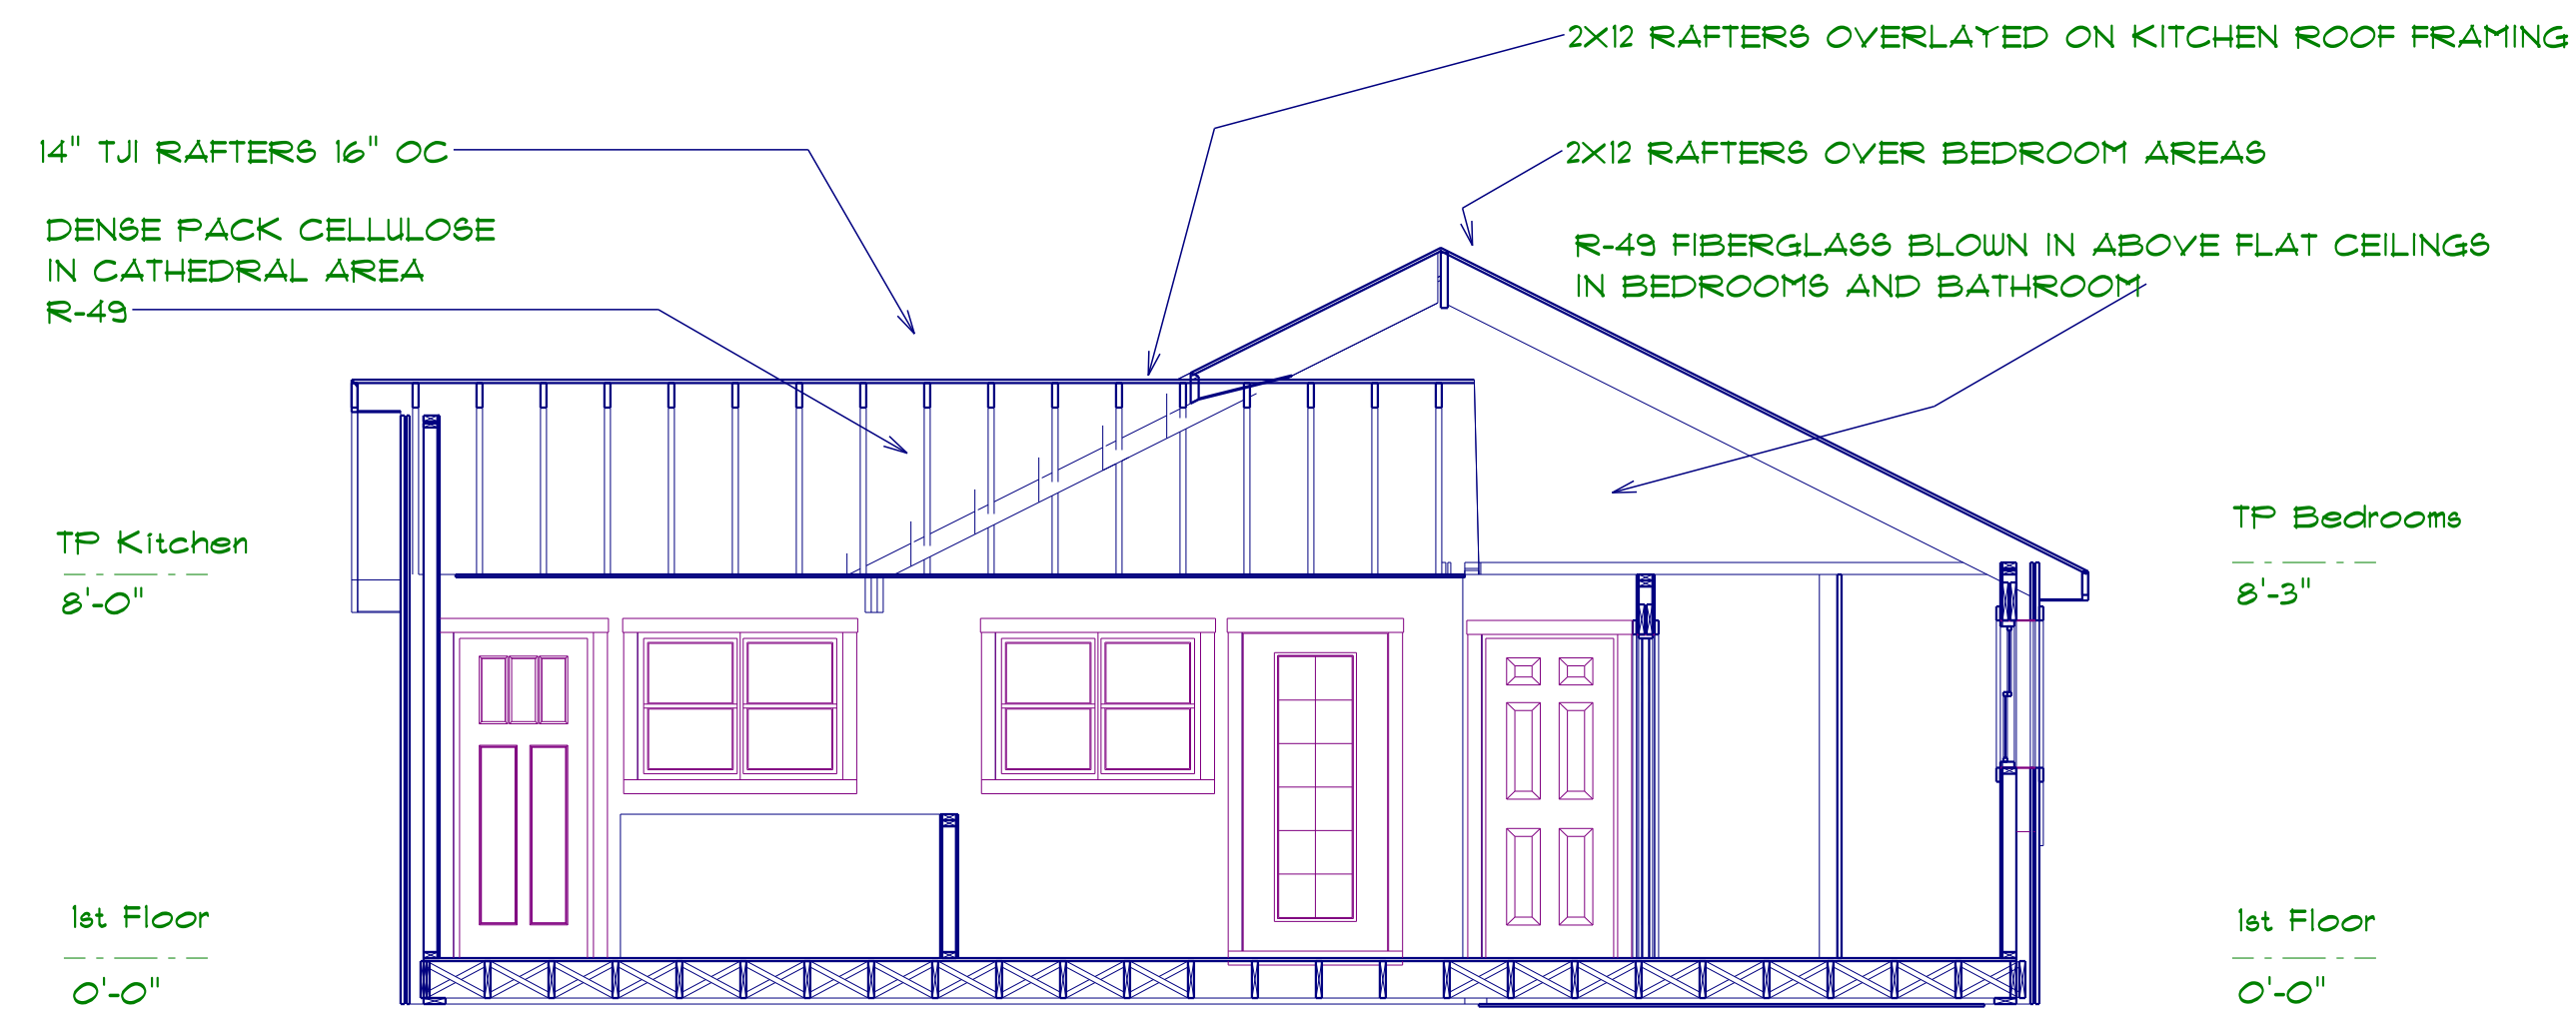 2X12 RAFTERS OVERLAYED ON KITCHEN ROOF FRAMING
14" TJI RAFTERS 16" OC
2X12 RAFTERS OVER BEDROOM AREAS
DENSE PACK CELLULOSE
IN CATHEDRAL AREA
R-49
R-49 FIBERGLASS BLOWN IN ABOVE FLAT CEILINGS
IN BEDROOMS AND BATHROOM
TP Kitchen
8'-0"
TP Bedrooms
8'-3"
1st Floor
0'-0"
1st Floor
0'-0"